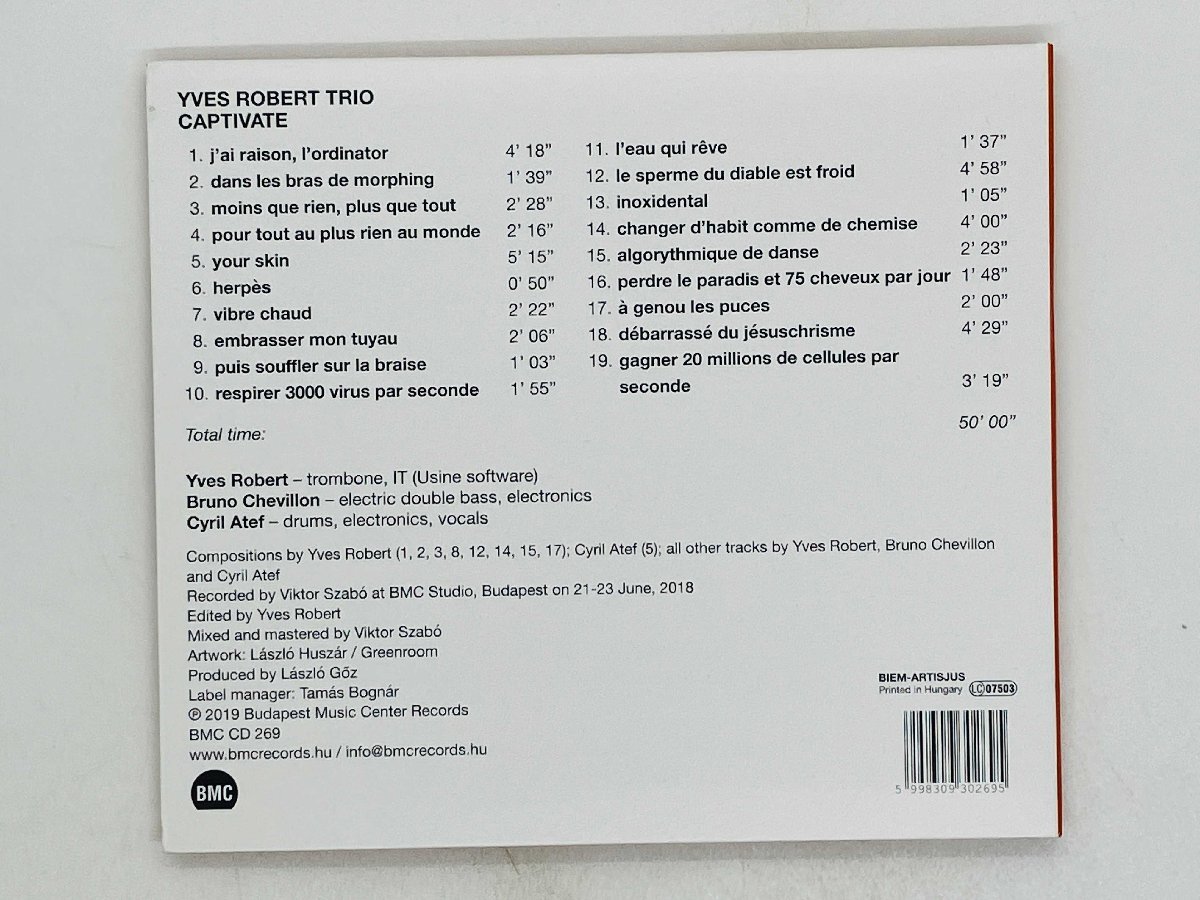 YVES ROBERT TRIO
CAPTIVATE
1. j'ai raison, l'ordinator 4' 18"
2. dans les bras de morphing 1' 39"
3. moins que rien, plus que tout 2' 28"
4. pour tout au plus rien au monde 2' 16"
5. your skin 5' 15"
6. herpès 0' 50"
7. vibre chaud 2' 22"
8. embrasser mon tuyau 2' 06"
9. puis souffler sur la braise 1' 03"
10. respirer 3000 virus par seconde 1' 55"
11. l'eau qui rêve 1' 37"
12. le sperme du diable est froid 4' 58"
13. inoxidental 1' 05"
14. changer d'habit comme de chemise 4' 00"
15. algorythmique de danse 2' 23"
16. perdre le paradis et 75 cheveux par jour 1' 48"
17. à genou les puces 2' 00"
18. débarrassé du jésuschrisme 4' 29"
19. gagner 20 millions de cellules par
seconde 3' 19"
Total time: 50' 00"
Yves Robert – trombone, IT (Usine software)
Bruno Chevillon – electric double bass, electronics
Cyril Atef – drums, electronics, vocals
Compositions by Yves Robert (1, 2, 3, 8, 12, 14, 15, 17); Cyril Atef (5); all other tracks by Yves Robert, Bruno Chevillon
and Cyril Atef
Recorded by Viktor Szabó at BMC Studio, Budapest on 21-23 June, 2018
Edited by Yves Robert
Mixed and mastered by Viktor Szabó
Artwork: László Huszár / Greenroom
Produced by László Gőz
Label manager: Tamás Bognár
℗ 2019 Budapest Music Center Records
BMC CD 269
www.bmcrecords.hu / info@bmcrecords.hu
BMC
BIEM-ARTISJUS
Printed in Hungary LC 07503
5 998309 302695